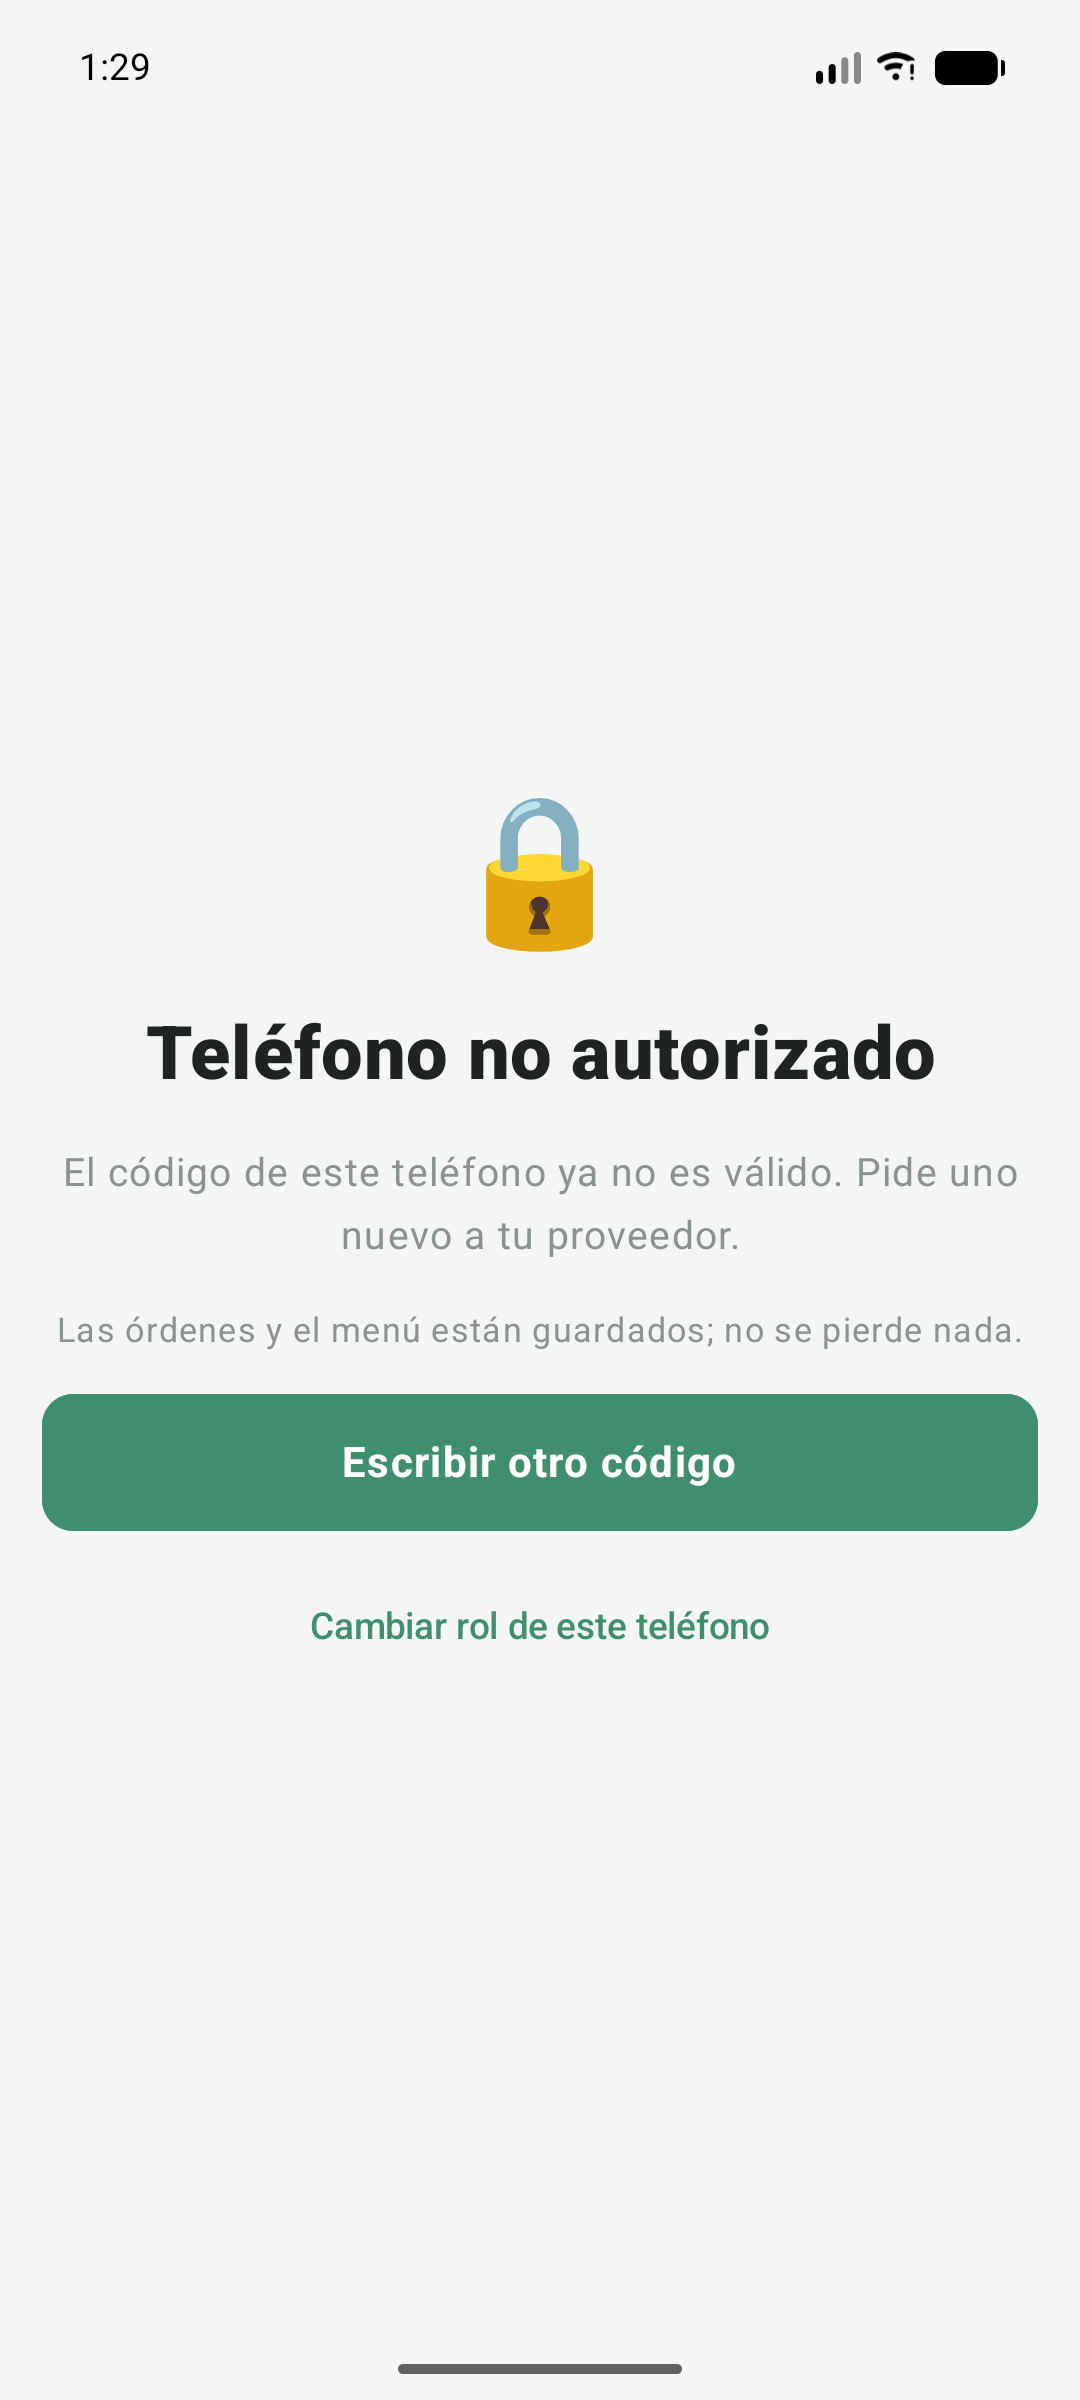 1:29
Teléfono no autorizado
El código de este teléfono ya no es válido. Pide uno
nuevo a tu proveedor.
Las órdenes y el menú están guardados; no se pierde nada.
Escribir otro código
Cambiar rol de este teléfono